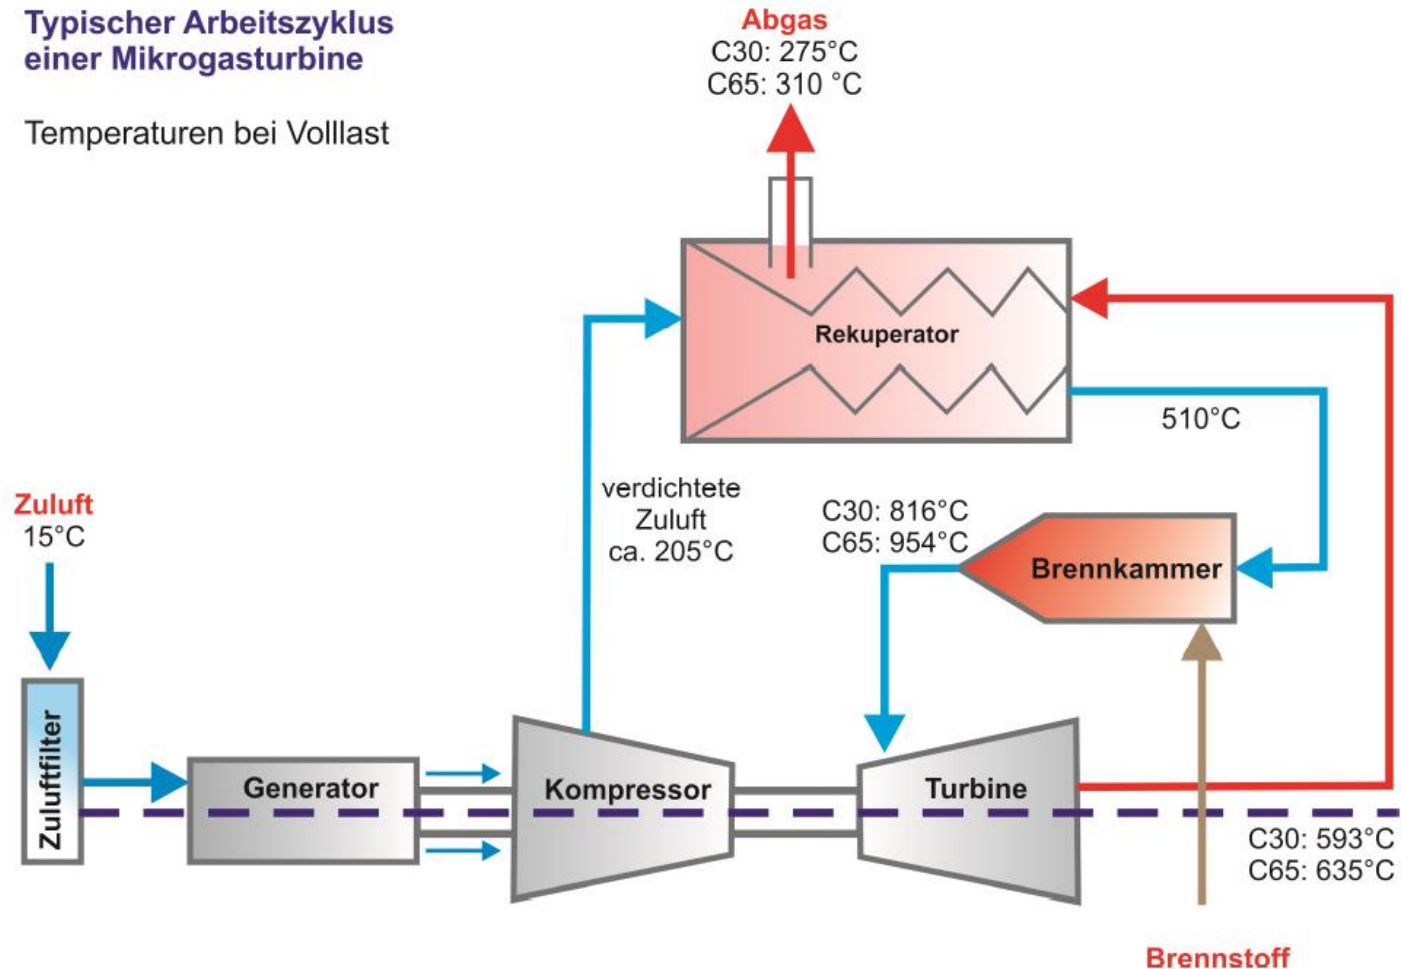 Typischer Arbeitszyklus
einer Mikrogasturbine
Temperaturen bei Volllast
Abgas
C30: 275°C
C65: 310 °C
Rekuperator
510°C
verdichtete
Zuluft
ca. 205°C
C30: 816°C
C65: 954°C
Brennkammer
Zuluft
15°C
Zuluftfilter
Generator
Kompressor
Turbine
C30: 593°C
C65: 635°C
Brennstoff